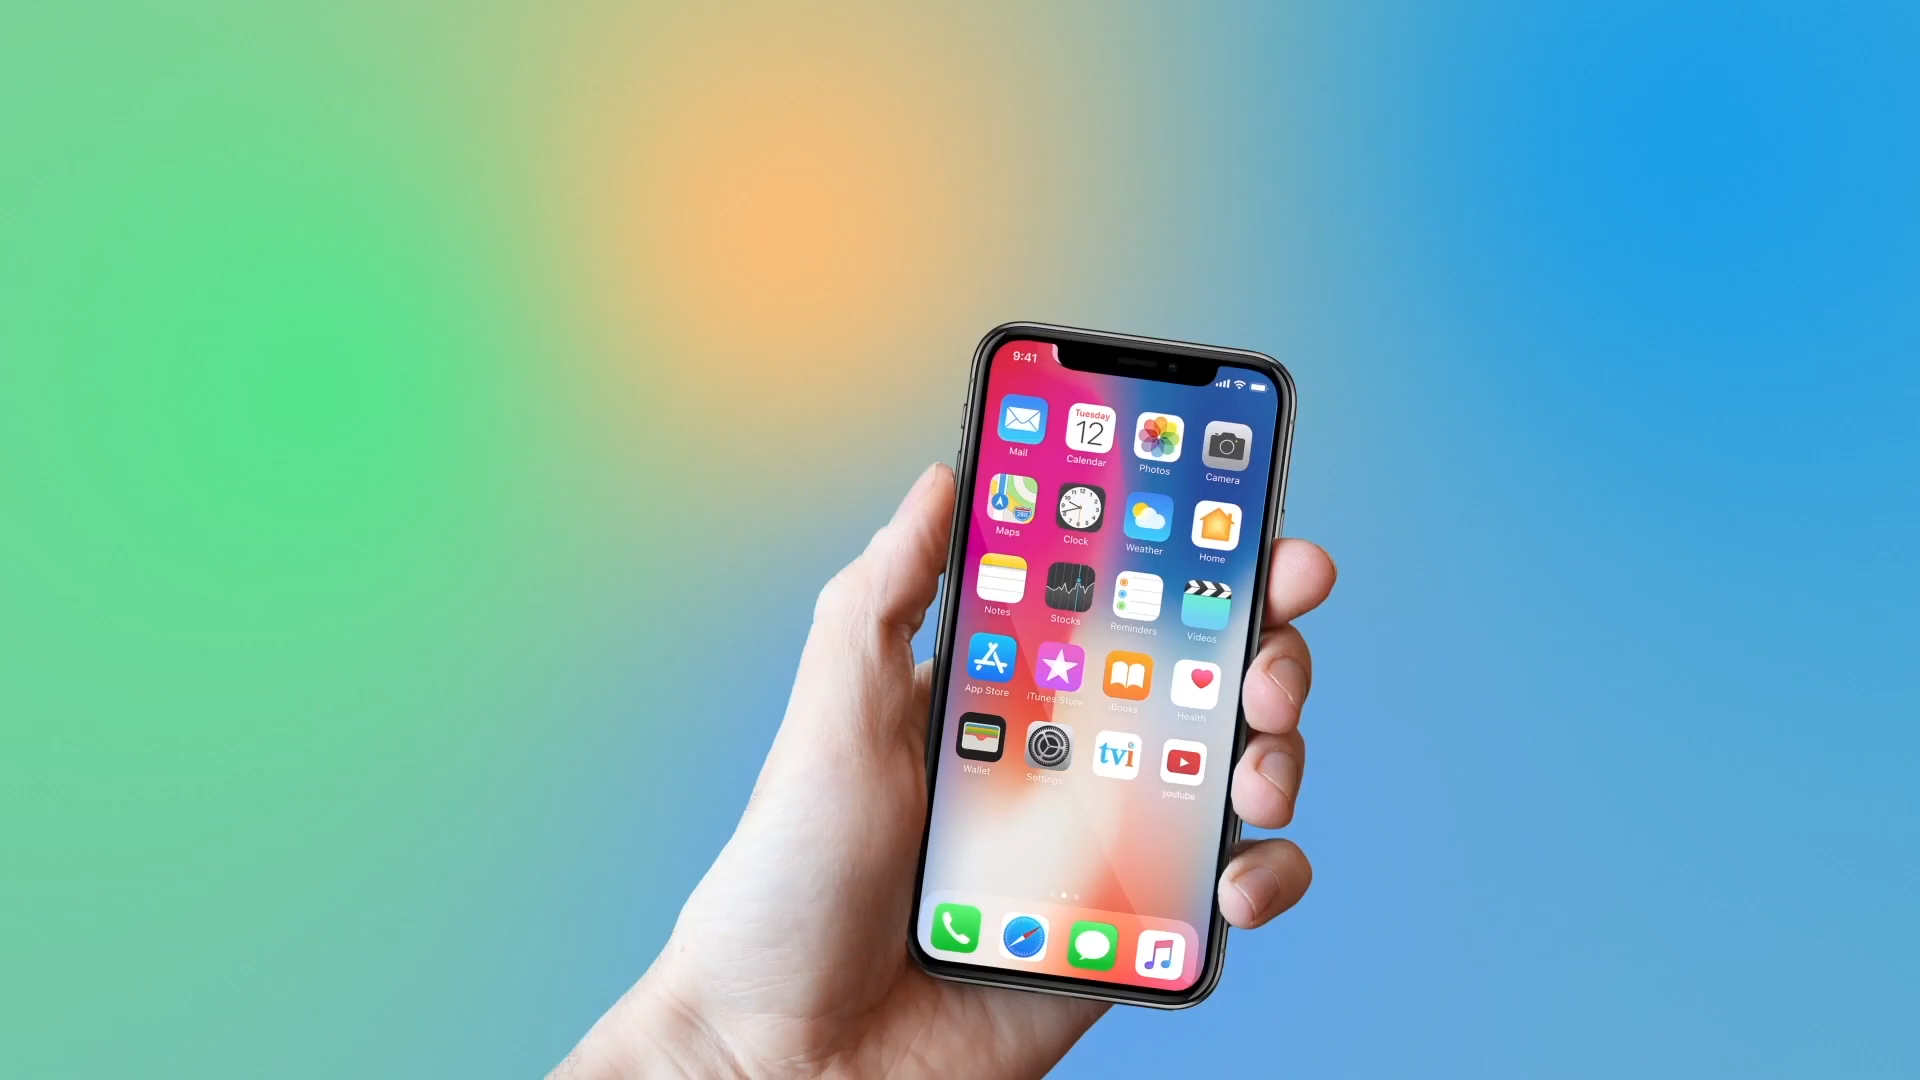 9:41
Tuesday
12
Mail
Calendar
Photos
Camera
280
Maps
Clock
Weather
Home
Notes
Stocks
Reminders
Videos
App Store
iTunes Store
iBooks
Health
tvi
Wallet
Settings
youtube